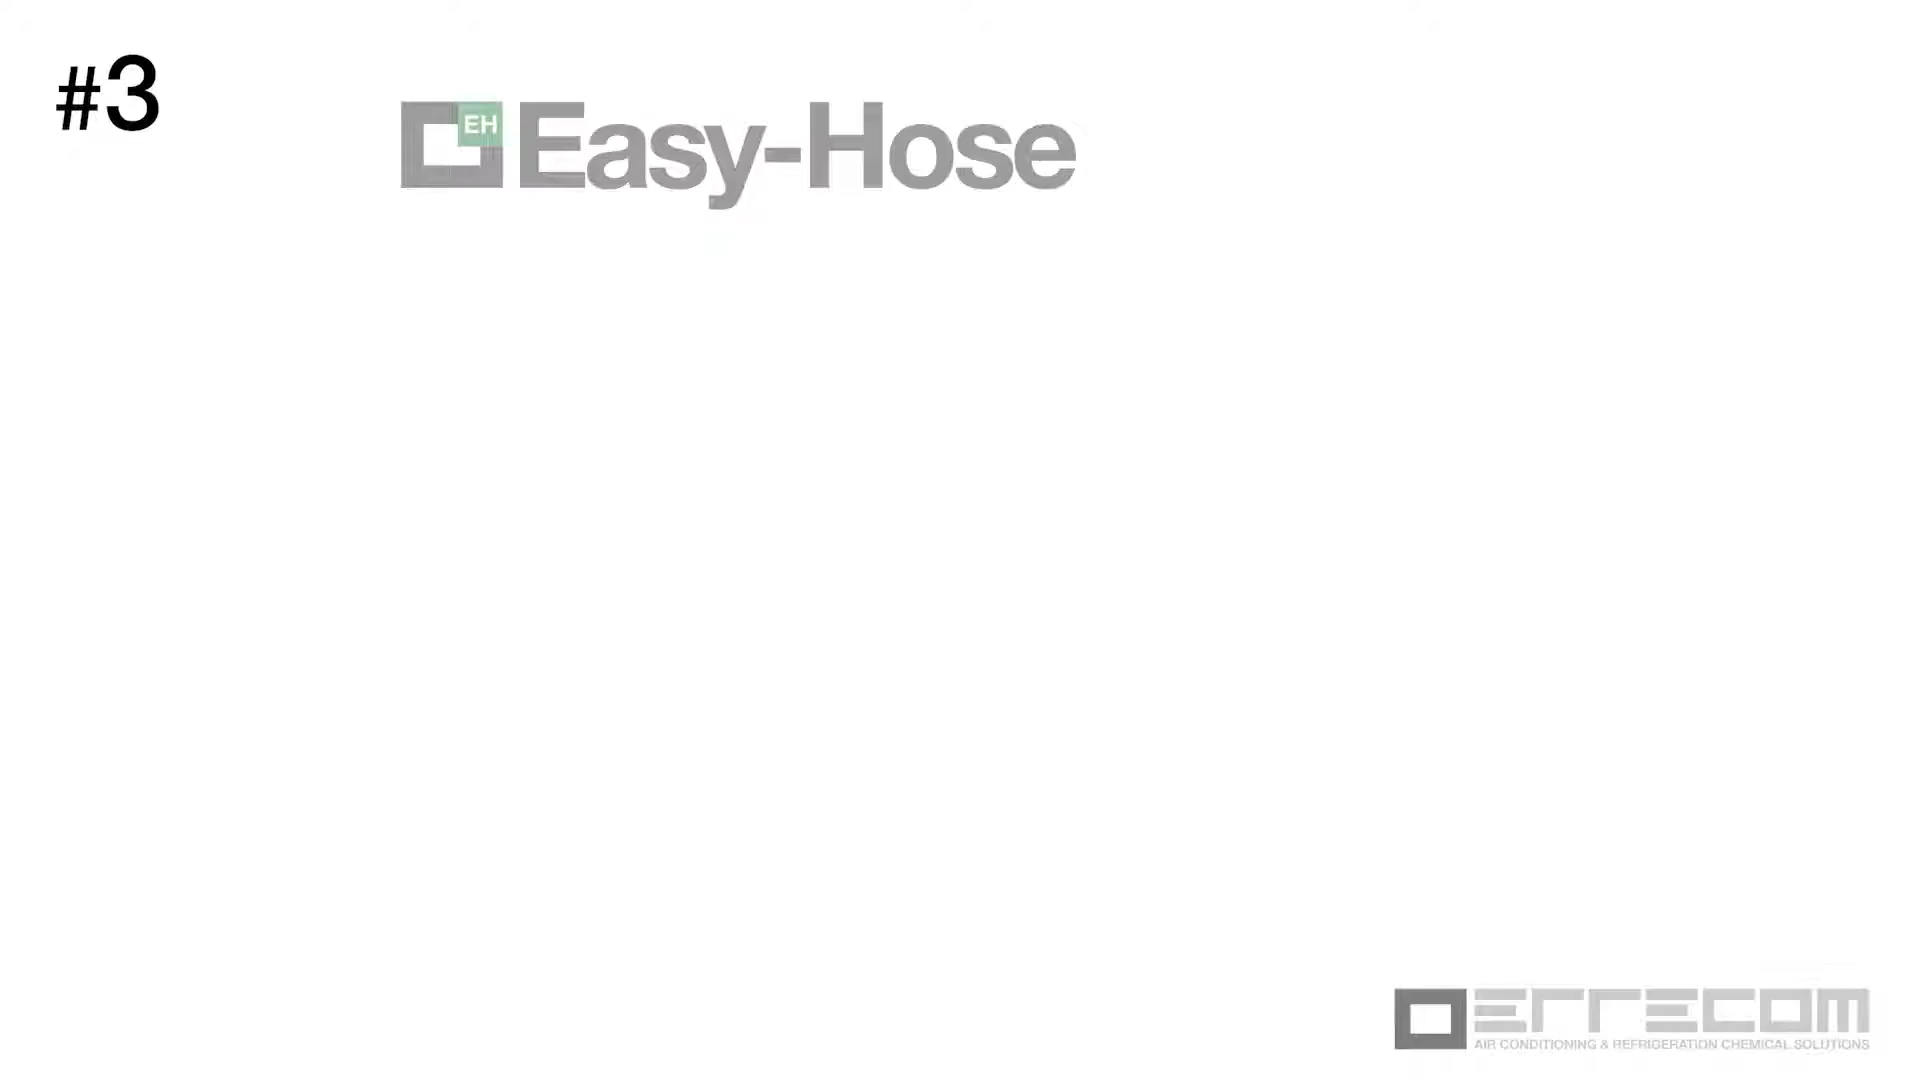 #3
EH
Easy-Hose
errecom
AIR CONDITIONING & REFRIGERATION CHEMICAL SOLUTIONS